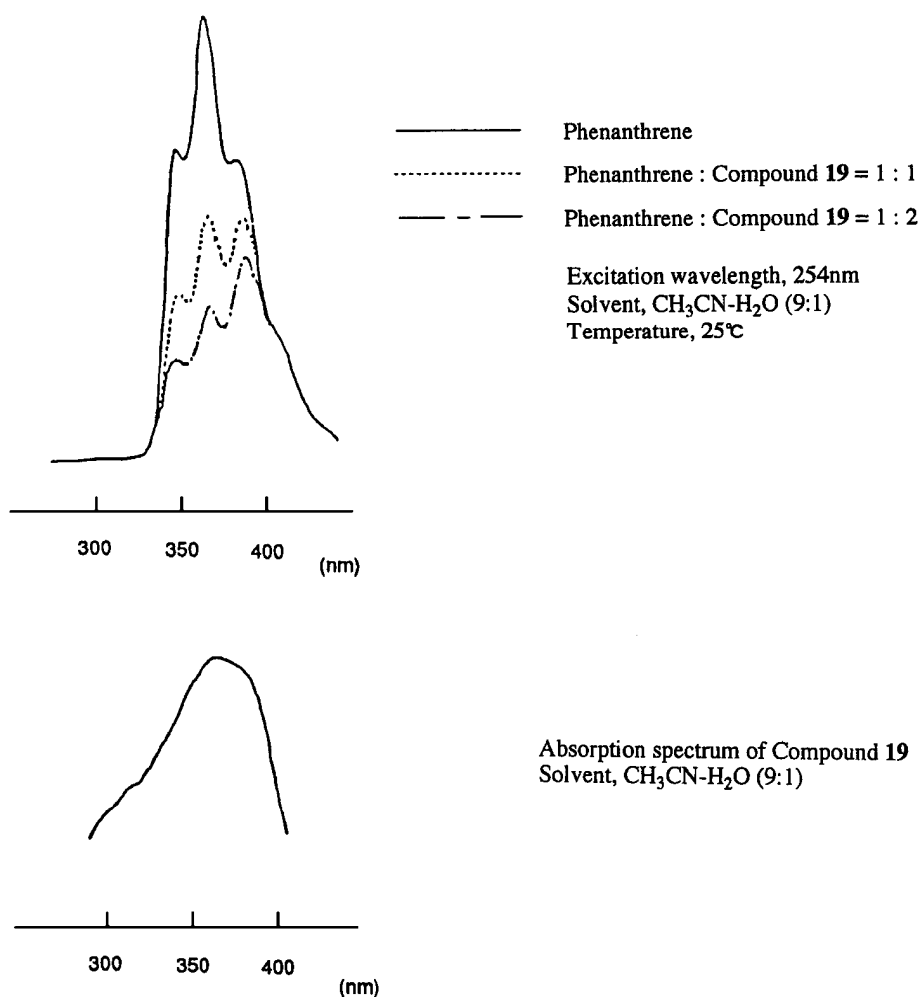 Phenanthrene
Phenanthrene : Compound 19 = 1 : 1
Phenanthrene : Compound 19 = 1 : 2
Excitation wavelength, 254nm
Solvent, CH₃CN-H₂O (9:1)
Temperature, 25℃
300 350 400
(nm)
Absorption spectrum of Compound 19
Solvent, CH₃CN-H₂O (9:1)
300 350 400
(nm)